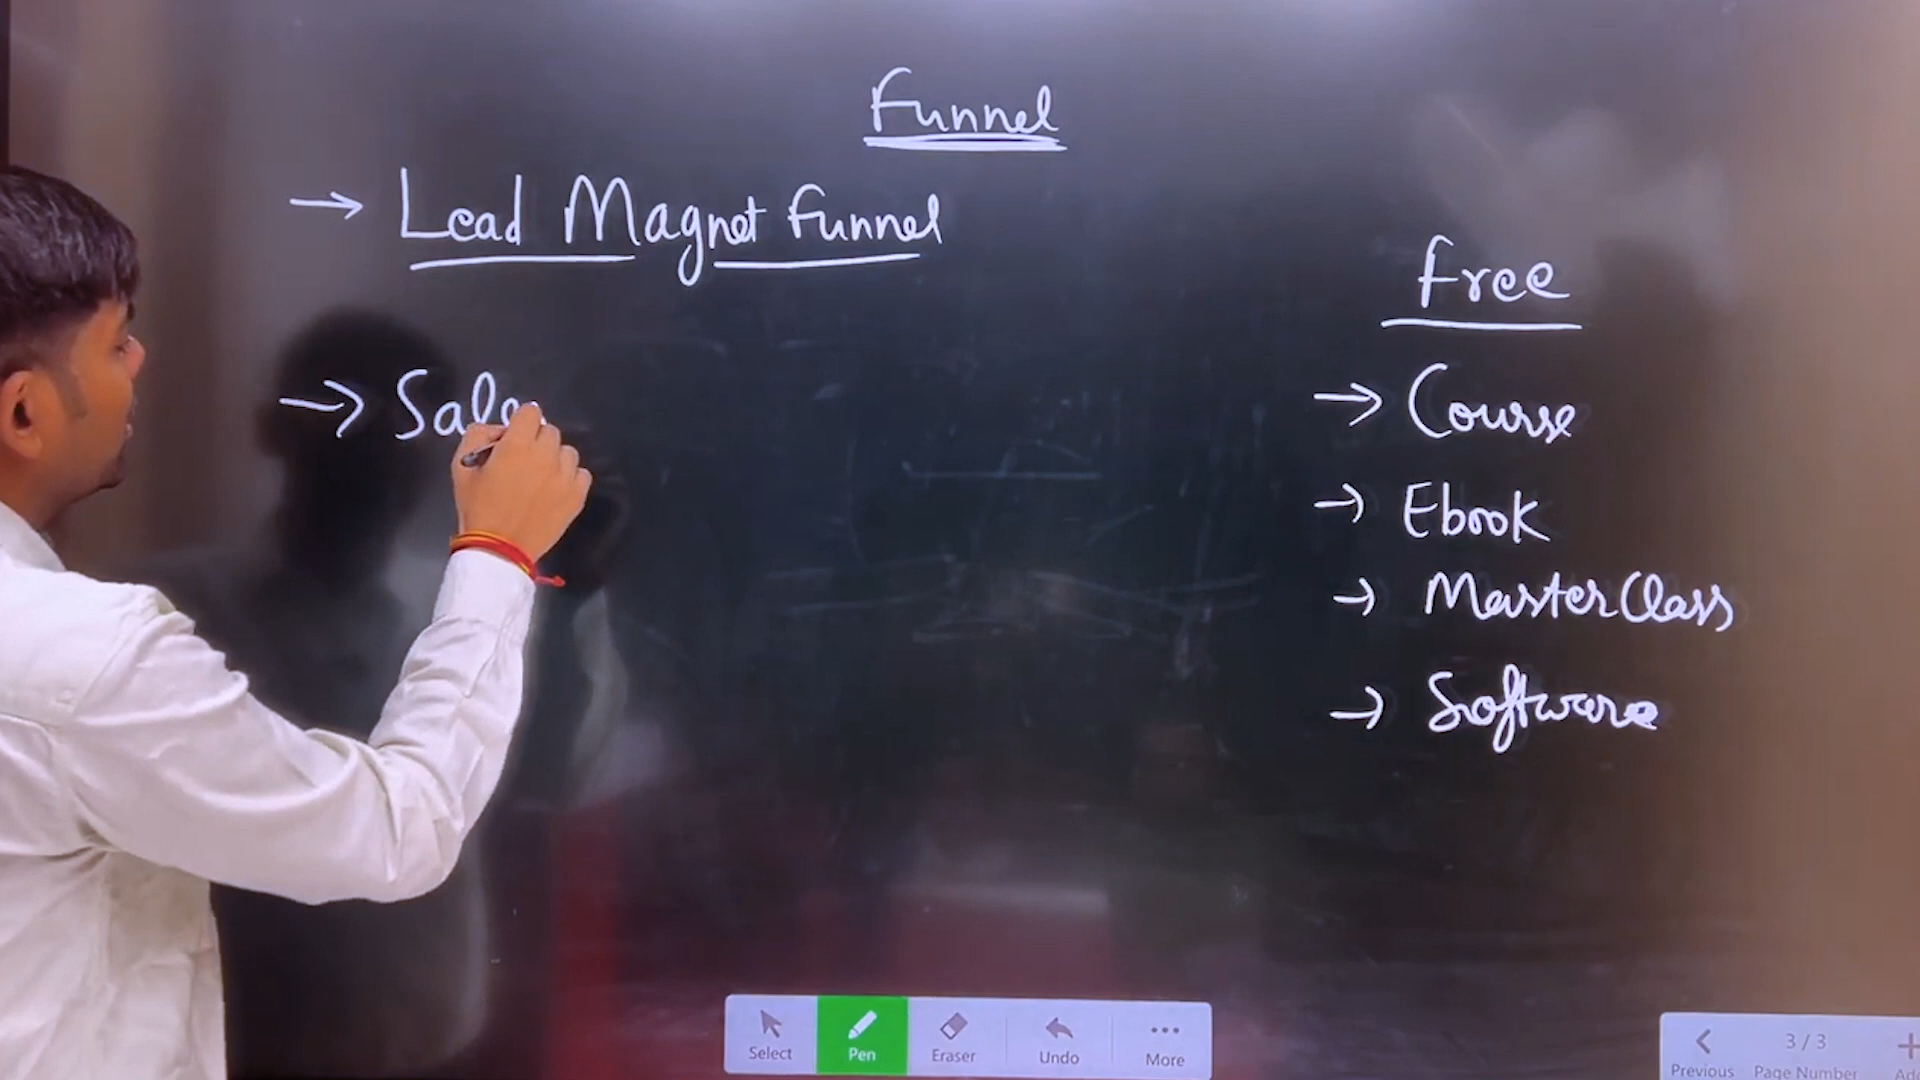 Funnel
→ Lead Magnet Funnel
Free
→ Sales
→ Course
→ Ebook
→ MasterClass
→ Software
Select
Pen
Eraser
Undo
More
3 / 3
Previous
Page Number